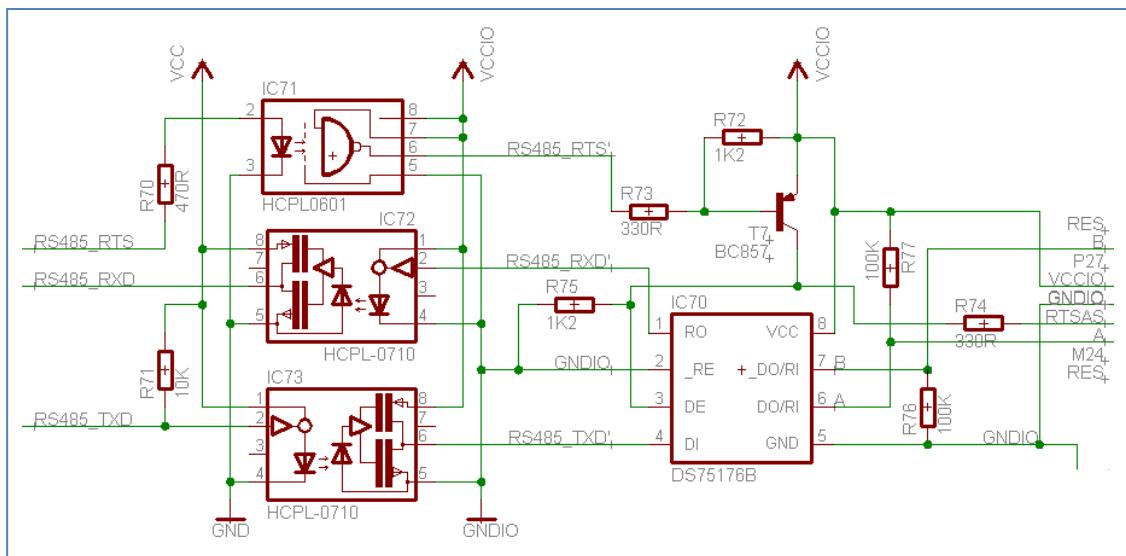 VCC
VCCIO
VCCIO
IC71
2
3
8
7
6
5
HCPL0601
R70
470R
RS485_RTS'
R72
1K2
R73
330R
T7
BC857
RS485_RTS
RS485_RXD
IC72
8
7
6
5
1
2
3
4
HCPL-0710
RS485_RXD'
R75
1K2
R77
100K
RES
B
P27
VCCIO
GNDIO
RTSAS
A
M24
RES
R74
330R
R71
10K
RS485_TXD
IC73
1
2
3
4
8
7
6
5
HCPL-0710
RS485_TXD'
GNDIO
IC70
1 RO VCC 8
2 _RE _DO/RI 7 B
3 DE DO/RI 6 A
4 DI GND 5
DS75176B
R76
100K
GNDIO
GND
GNDIO